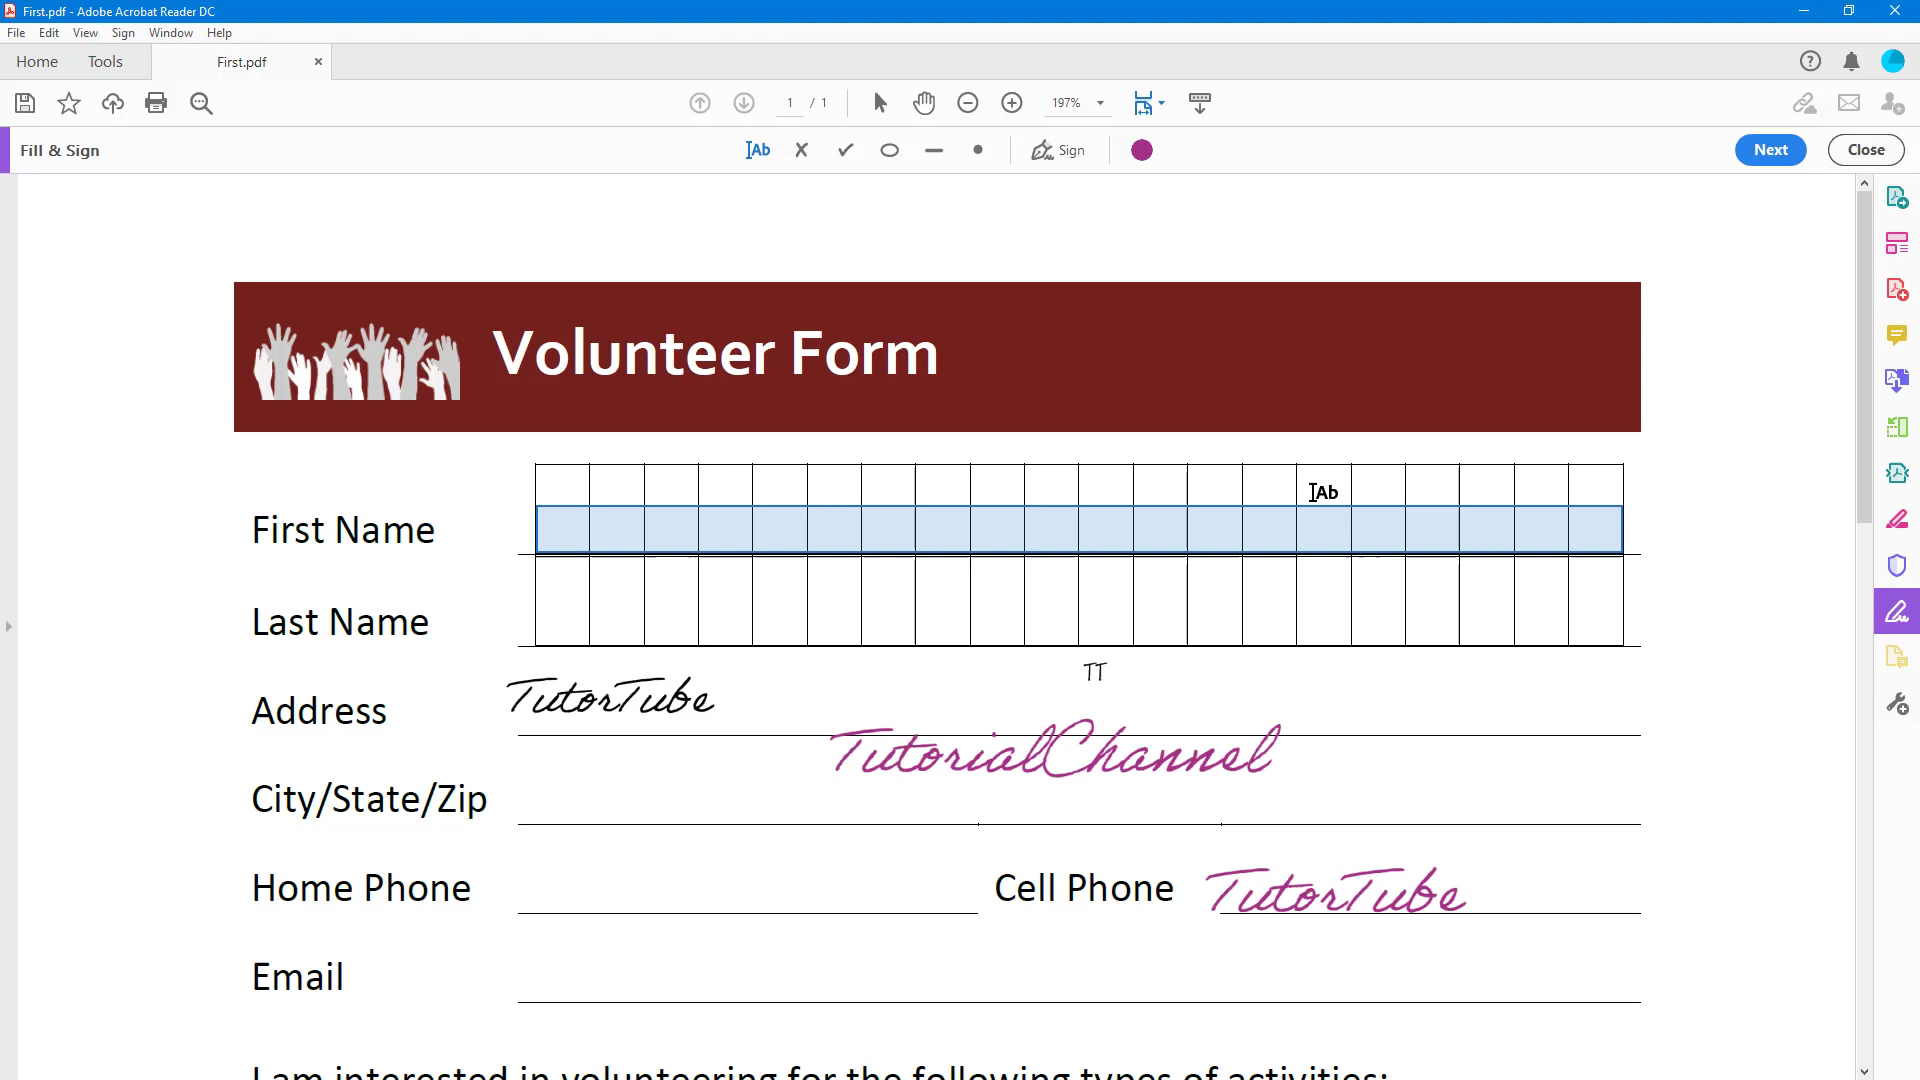 First.pdf - Adobe Acrobat Reader DC
File Edit View Sign Window Help
Home Tools First.pdf
1 / 1 197%
Fill & Sign Ab Sign Next Close
Volunteer Form
Ab
First Name
Last Name
TT
Address TutorTube
TutorialChannel
City/State/Zip
Home Phone Cell Phone TutorTube
Email
I am interested in volunteering for the following types of activities: